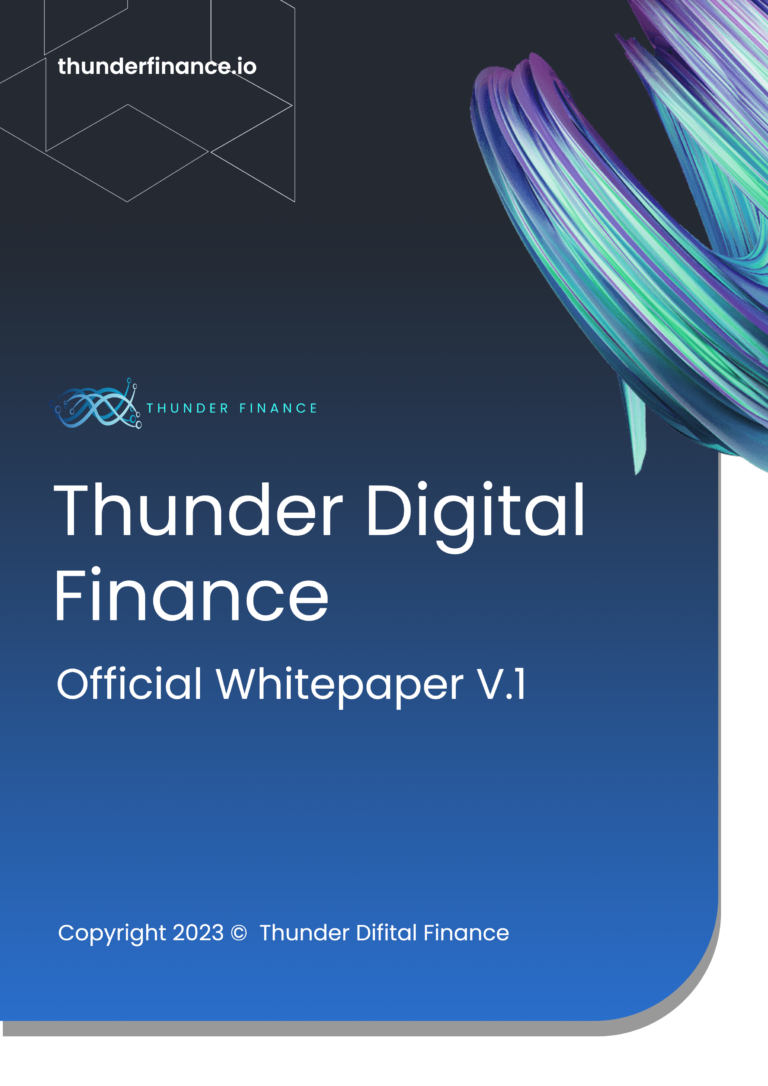 thunderfinance.io
THUNDER FINANCE
Thunder Digital
Finance
Official Whitepaper V.1
Copyright 2023 © Thunder Difital Finance